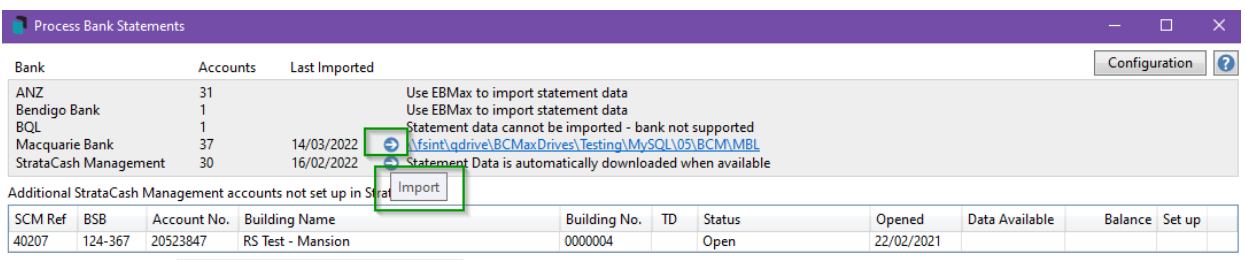 Process Bank Statements
Configuration
Bank Accounts Last Imported
ANZ 31 Use EBMax to import statement data
Bendigo Bank 1 Use EBMax to import statement data
BQL 1 Statement data cannot be imported - bank not supported
Macquarie Bank 37 14/03/2022 \\fsint\qdrive\BCMaxDrives\Testing\MySQL\05\BCM\MBL
StrataCash Management 30 16/02/2022 Statement Data is automatically downloaded when available
Import
Additional StrataCash Management accounts not set up in Strat
SCM Ref BSB Account No. Building Name Building No. TD Status Opened Data Available Balance Set up
40207 124-367 20523847 RS Test - Mansion 0000004 Open 22/02/2021